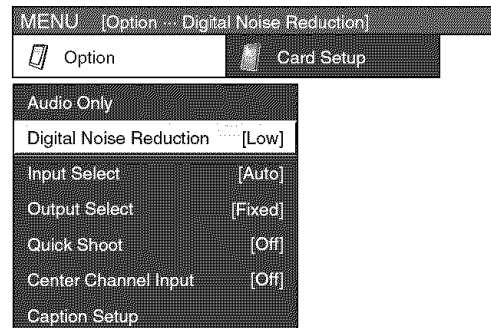 MENU [Option ··· Digital Noise Reduction]
Option Card Setup
Audio Only
Digital Noise Reduction [Low]
Input Select [Auto]
Output Select [Fixed]
Quick Shoot [Off]
Center Channel Input [Off]
Caption Setup